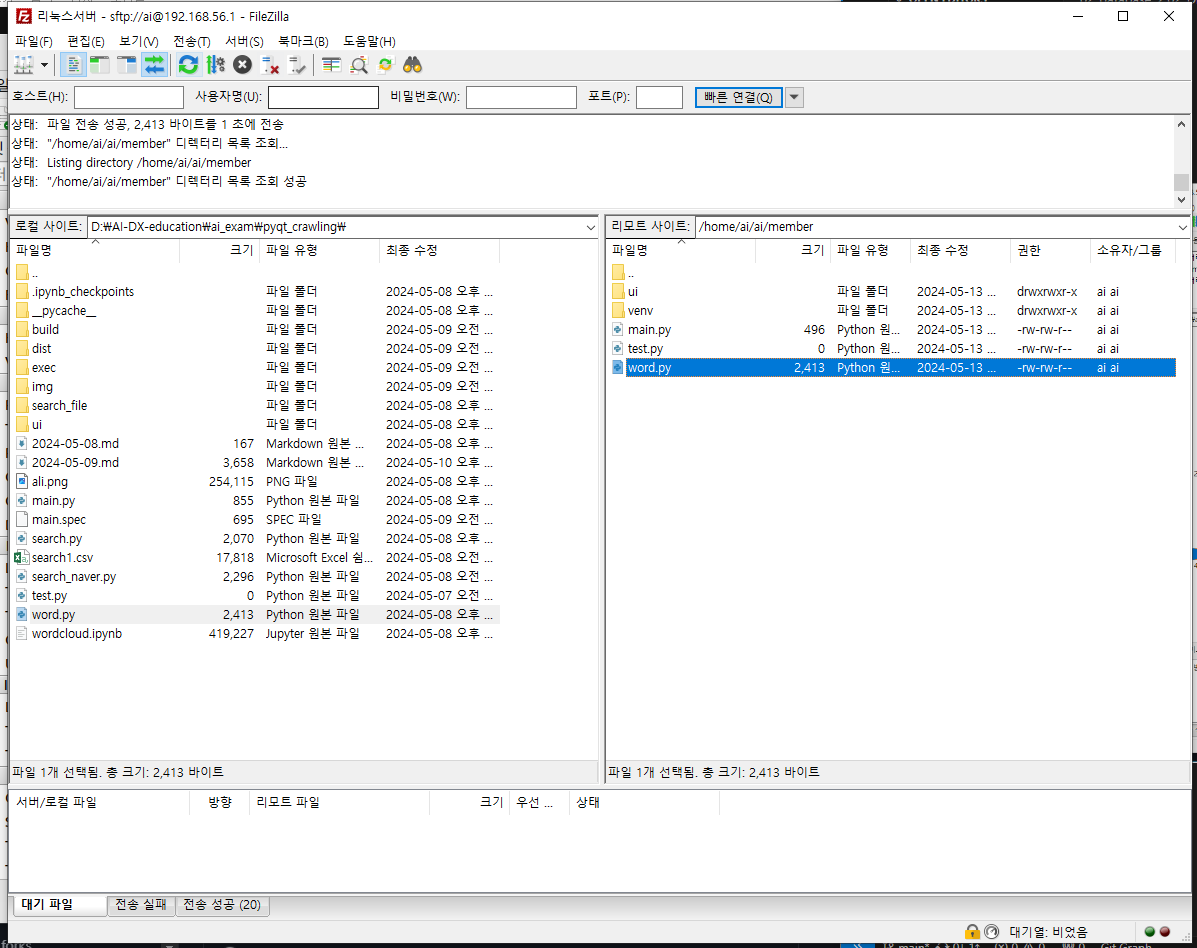 리눅스서버 - sftp://ai@192.168.56.1 - FileZilla
파일(F) 편집(E) 보기(V) 전송(T) 서버(S) 북마크(B) 도움말(H)
호스트(H): 사용자명(U): 비밀번호(W): 포트(P): 빠른 연결(Q)
상태: 파일 전송 성공, 2,413 바이트를 1 초에 전송
상태: "/home/ai/ai/member" 디렉터리 목록 조회...
상태: Listing directory /home/ai/ai/member
상태: "/home/ai/ai/member" 디렉터리 목록 조회 성공
로컬 사이트: D:₩AI-DX-education₩ai_exam₩pyqt_crawling₩
파일명 크기 파일 유형 최종 수정
..
.ipynb_checkpoints 파일 폴더 2024-05-08 오후 ...
__pycache__ 파일 폴더 2024-05-08 오후 ...
build 파일 폴더 2024-05-09 오전 ...
dist 파일 폴더 2024-05-09 오전 ...
exec 파일 폴더 2024-05-09 오전 ...
img 파일 폴더 2024-05-09 오전 ...
search_file 파일 폴더 2024-05-08 오후 ...
ui 파일 폴더 2024-05-08 오후 ...
2024-05-08.md 167 Markdown 원본 ... 2024-05-08 오후 ...
2024-05-09.md 3,658 Markdown 원본 ... 2024-05-10 오후 ...
ali.png 254,115 PNG 파일 2024-05-08 오후 ...
main.py 855 Python 원본 파일 2024-05-08 오후 ...
main.spec 695 SPEC 파일 2024-05-09 오전 ...
search.py 2,070 Python 원본 파일 2024-05-08 오후 ...
search1.csv 17,818 Microsoft Excel 쉼... 2024-05-08 오전 ...
search_naver.py 2,296 Python 원본 파일 2024-05-08 오전 ...
test.py 0 Python 원본 파일 2024-05-07 오전 ...
word.py 2,413 Python 원본 파일 2024-05-08 오후 ...
wordcloud.ipynb 419,227 Jupyter 원본 파일 2024-05-08 오후 ...
파일 1개 선택됨. 총 크기: 2,413 바이트
리모트 사이트: /home/ai/ai/member
파일명 크기 파일 유형 최종 수정 권한 소유자/그룹
..
ui 파일 폴더 2024-05-13 ... drwxrwxr-x ai ai
venv 파일 폴더 2024-05-13 ... drwxrwxr-x ai ai
main.py 496 Python 원... 2024-05-13 ... -rw-rw-r-- ai ai
test.py 0 Python 원... 2024-05-13 ... -rw-rw-r-- ai ai
word.py 2,413 Python 원... 2024-05-13 ... -rw-rw-r-- ai ai
파일 1개 선택됨. 총 크기: 2,413 바이트
서버/로컬 파일 방향 리모트 파일 크기 우선 ... 상태
대기 파일 전송 실패 전송 성공 (20)
대기열: 비었음